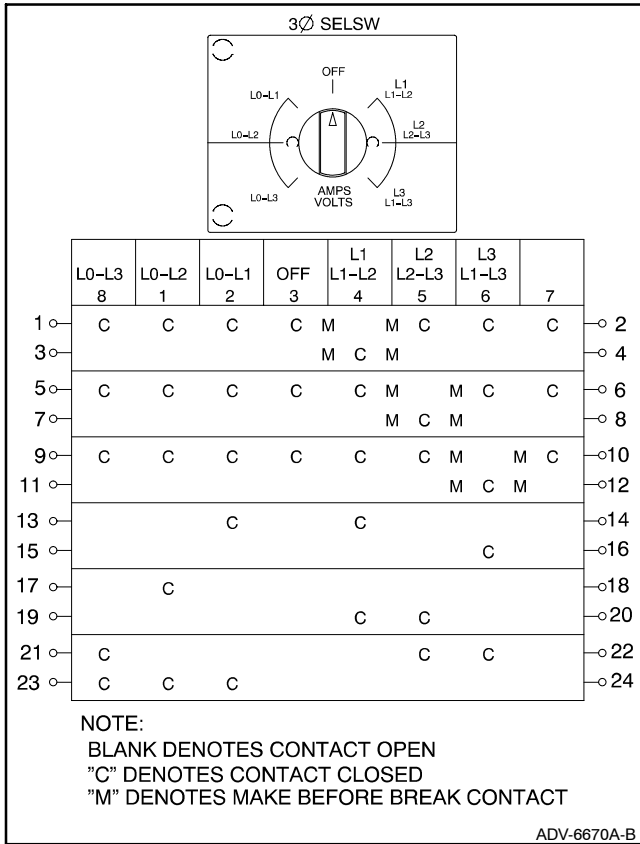 3Ø SELSW
OFF
L0–L1
L1
L1–L2
L0–L2
L2
L2–L3
L0–L3
L3
L1–L3
AMPS
VOLTS
L0–L3 L0–L2 L0–L1 OFF L1 L1–L2 L2 L2–L3 L3 L1–L3
8 1 2 3 4 5 6 7
1 C C C C M M C C C 2
3 M C M 4
5 C C C C C M M C C 6
7 M C M 8
9 C C C C C C M M C 10
11 M C M 12
13 C C 14
15 C 16
17 C 18
19 C C 20
21 C C C 22
23 C C C 24
NOTE:
BLANK DENOTES CONTACT OPEN
"C" DENOTES CONTACT CLOSED
"M" DENOTES MAKE BEFORE BREAK CONTACT
ADV-6670A-B